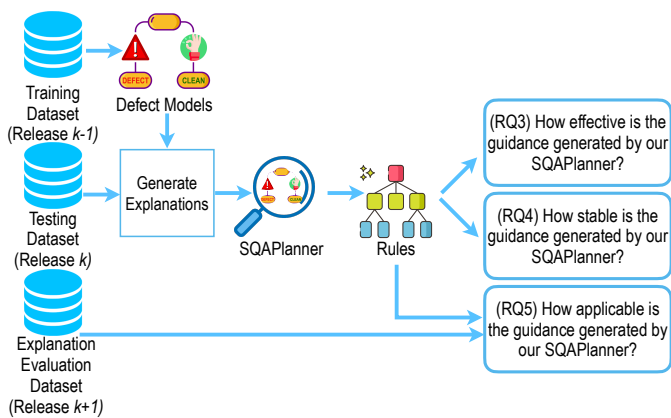 Training
Dataset
(Release k-1)
DEFECT
CLEAN
Defect Models
Testing
Dataset
(Release k)
Generate
Explanations
DEFECT
CLEAN
SQAPlanner
Rules
(RQ3) How effective is the
guidance generated by our
SQAPlanner?
(RQ4) How stable is the
guidance generated by our
SQAPlanner?
(RQ5) How applicable is
the guidance generated by
our SQAPlanner?
Explanation
Evaluation
Dataset
(Release k+1)